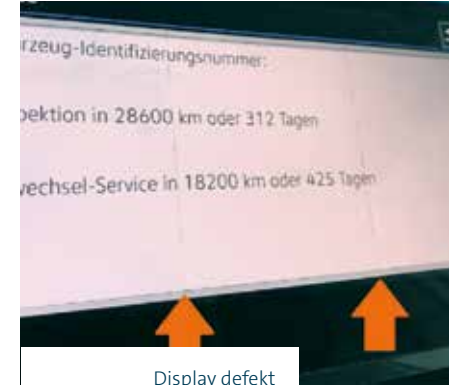 rzeug-Identifizierungsnummer:
pektion in 28600 km oder 312 Tagen
wechsel-Service in 18200 km oder 425 Tagen
Display defekt